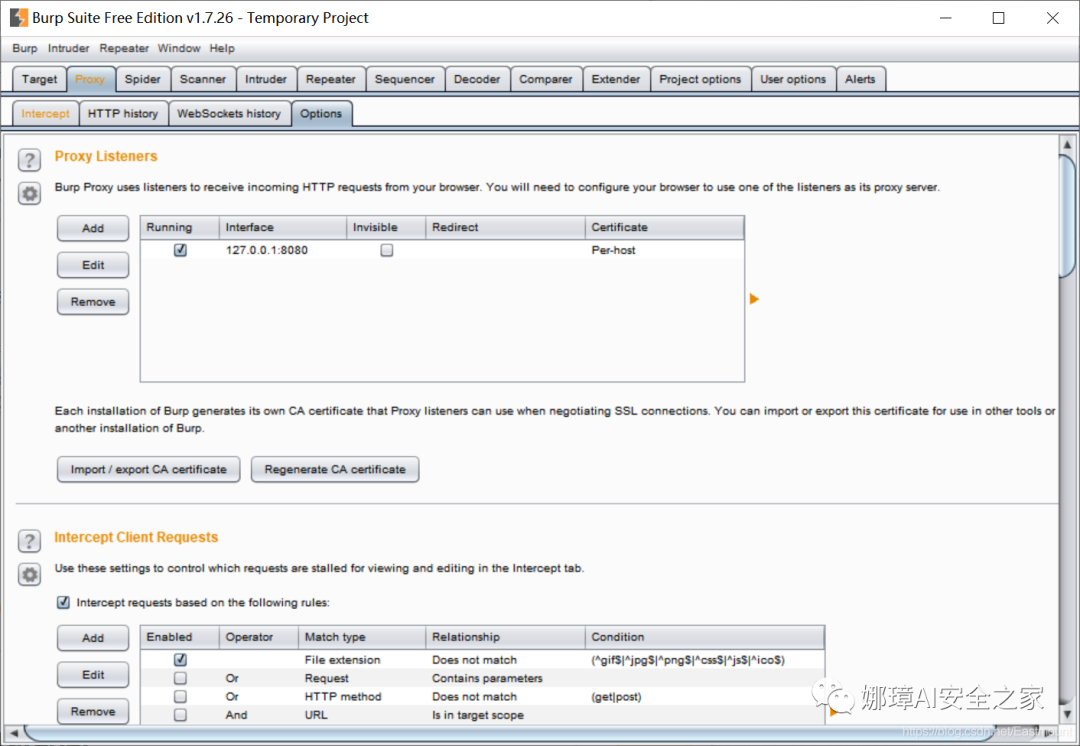 Burp Suite Free Edition v1.7.26 - Temporary Project
Burp Intruder Repeater Window Help
Target Proxy Spider Scanner Intruder Repeater Sequencer Decoder Comparer Extender Project options User options Alerts
Intercept HTTP history WebSockets history Options
? Proxy Listeners
Burp Proxy uses listeners to receive incoming HTTP requests from your browser. You will need to configure your browser to use one of the listeners as its proxy server.
Add Running Interface Invisible Redirect Certificate
127.0.0.1:8080 Per-host
Edit
Remove
Each installation of Burp generates its own CA certificate that Proxy listeners can use when negotiating SSL connections. You can import or export this certificate for use in other tools or
another installation of Burp.
Import / export CA certificate Regenerate CA certificate
? Intercept Client Requests
Use these settings to control which requests are stalled for viewing and editing in the Intercept tab.
Intercept requests based on the following rules:
Add Enabled Operator Match type Relationship Condition
File extension Does not match (^gif$|^jpg$|^png$|^css$|^js$|^ico$)
Edit Or Request Contains parameters
Or HTTP method Does not match (get|post)
Remove And URL Is in target scope
娜璋AI安全之家